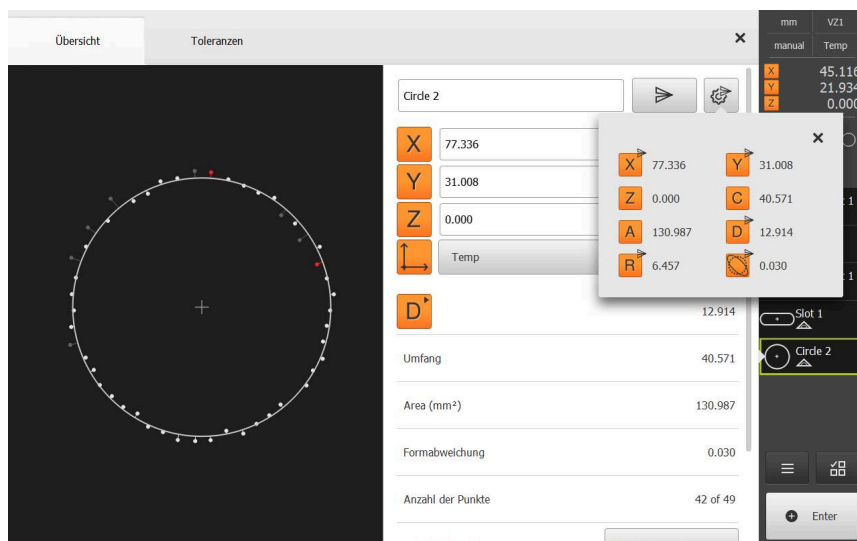 Übersicht
Toleranzen
Circle 2
X 77.336
Y 31.008
Z 0.000
Temp
D 12.914
Umfang 40.571
Area (mm²) 130.987
Formabweichung 0.030
Anzahl der Punkte 42 of 49
X 77.336 Y 31.008
Z 0.000 C 40.571
A 130.987 D 12.914
R 6.457 0.030
mm VZ1
manual Temp
X 45.116
Y 21.934
Z 0.000
1
1
Slot 1
Circle 2
Enter